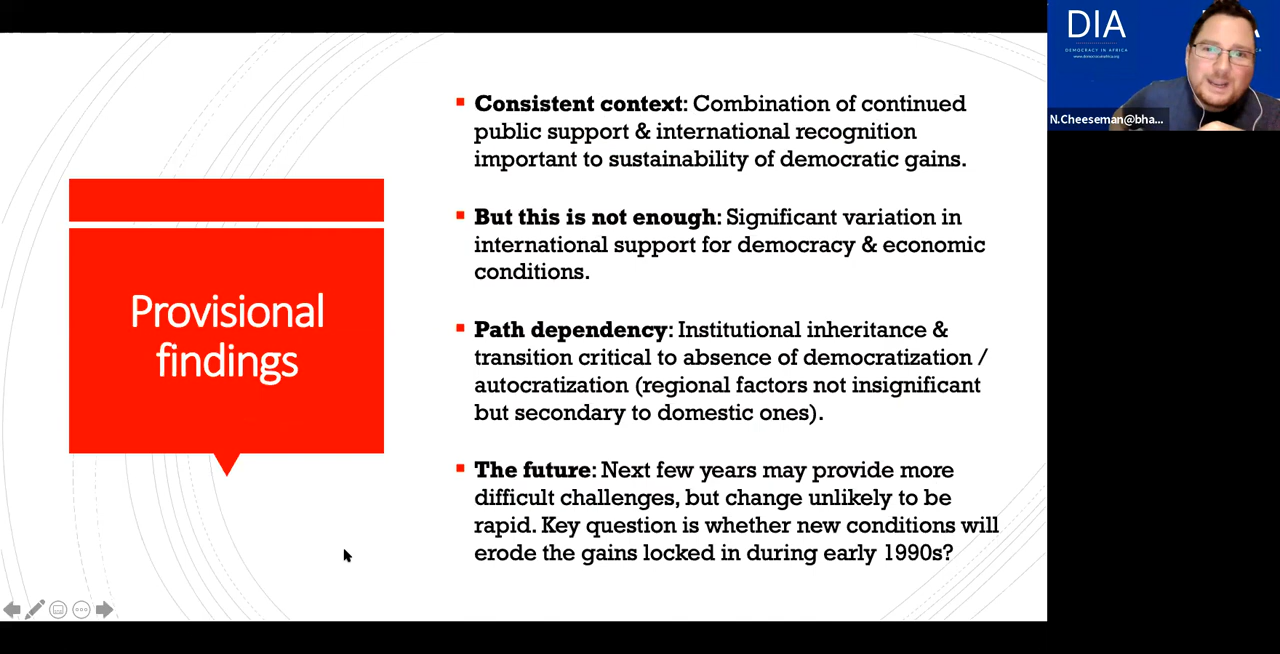 Provisional
findings
Consistent context: Combination of continued
public support & international recognition
important to sustainability of democratic gains.
But this is not enough: Significant variation in
international support for democracy & economic
conditions.
Path dependency: Institutional inheritance &
transition critical to absence of democratization /
autocratization (regional factors not insignificant
but secondary to domestic ones).
The future: Next few years may provide more
difficult challenges, but change unlikely to be
rapid. Key question is whether new conditions will
erode the gains locked in during early 1990s?
DIA
DEMOCRACY IN AFRICA
N.Cheeseman@bha...